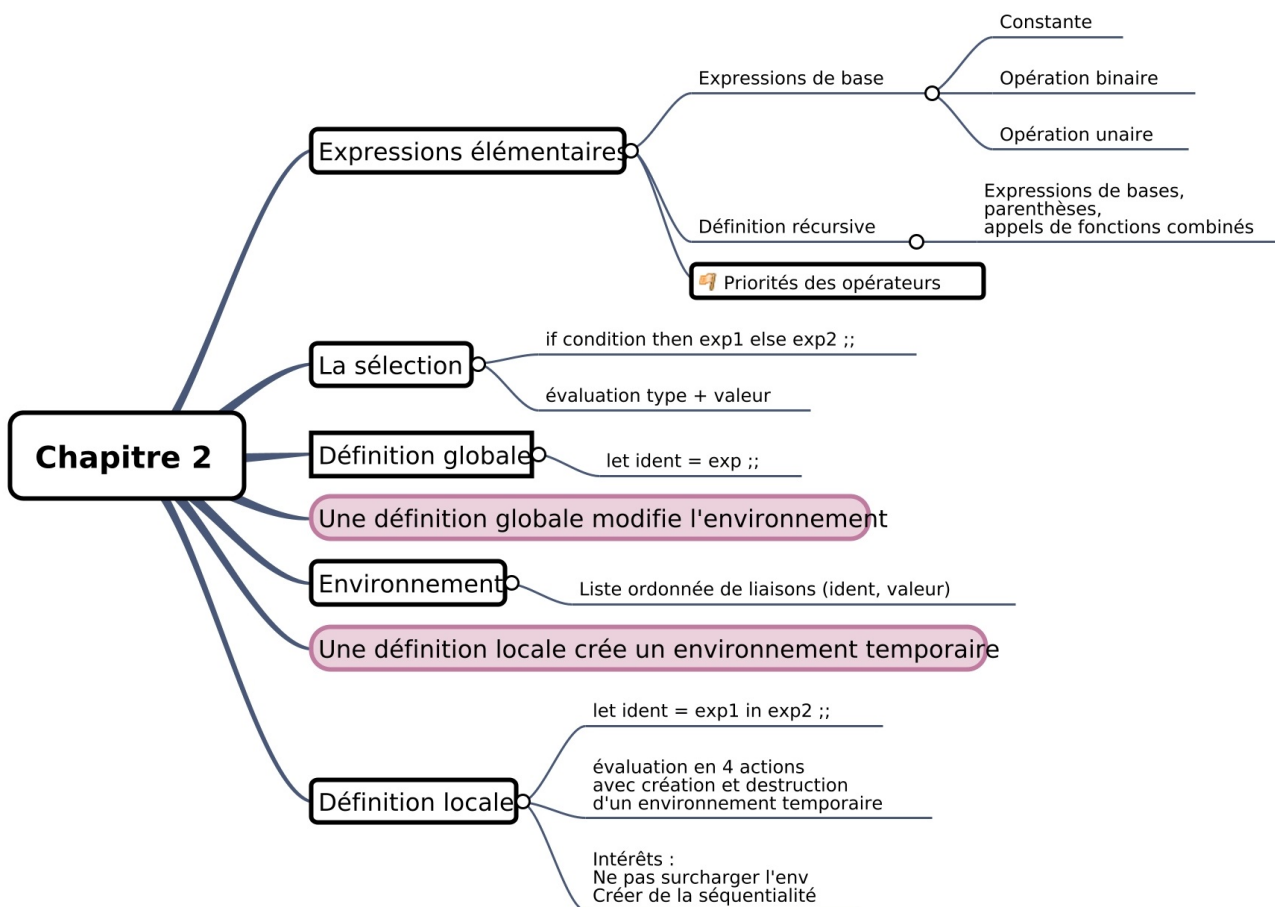 Chapitre 2
Expressions élémentaires
Expressions de base
Constante
Opération binaire
Opération unaire
Définition récursive
Expressions de bases,
parenthèses,
appels de fonctions combinés
Priorités des opérateurs
La sélection
if condition then exp1 else exp2 ;;
évaluation type + valeur
Définition globale
let ident = exp ;;
Une définition globale modifie l'environnement
Environnement
Liste ordonnée de liaisons (ident, valeur)
Une définition locale crée un environnement temporaire
Définition locale
let ident = exp1 in exp2 ;;
évaluation en 4 actions
avec création et destruction
d'un environnement temporaire
Intérêts :
Ne pas surcharger l'env
Créer de la séquentialité